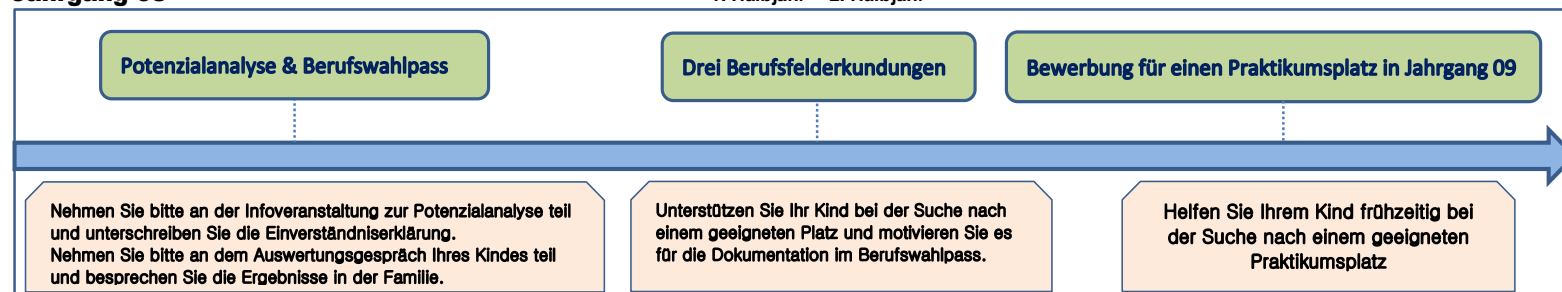 Potenzialanalyse & Berufswahlpass
Drei Berufsfelderkundungen
Bewerbung für einen Praktikumsplatz in Jahrgang 09
Nehmen Sie bitte an der Infoveranstaltung zur Potenzialanalyse teil
und unterschreiben Sie die Einverständniserklärung.
Nehmen Sie bitte an dem Auswertungsgespräch Ihres Kindes teil
und besprechen Sie die Ergebnisse in der Familie.
Unterstützen Sie Ihr Kind bei der Suche nach
einem geeigneten Platz und motivieren Sie es
für die Dokumentation im Berufswahlpass.
Helfen Sie Ihrem Kind frühzeitig bei
der Suche nach einem geeigneten
Praktikumsplatz